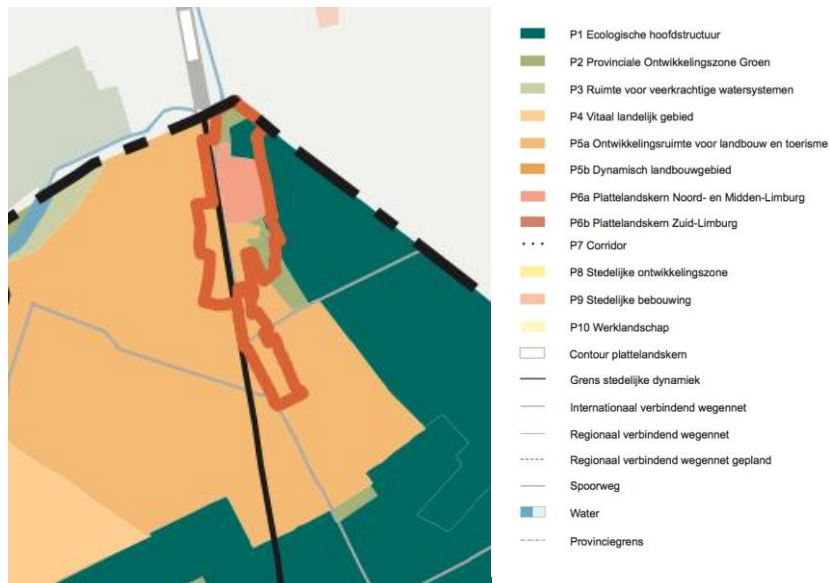 P1 Ecologische hoofdstructuur
P2 Provinciale Ontwikkelingszone Groen
P3 Ruimte voor veerkrachtige watersystemen
P4 Vitaal landelijk gebied
P5a Ontwikkelingsruimte voor landbouw en toerisme
P5b Dynamisch landbouwgebied
P6a Plattelandskern Noord- en Midden-Limburg
P6b Plattelandskern Zuid-Limburg
P7 Corridor
P8 Stedelijke ontwikkelingszone
P9 Stedelijke bebouwing
P10 Werklandschap
Contour plattelandskern
Grens stedelijke dynamiek
Internationaal verbindend wegennet
Regionaal verbindend wegennet
Regionaal verbindend wegennet gepland
Spoorweg
Water
Provinciegrens